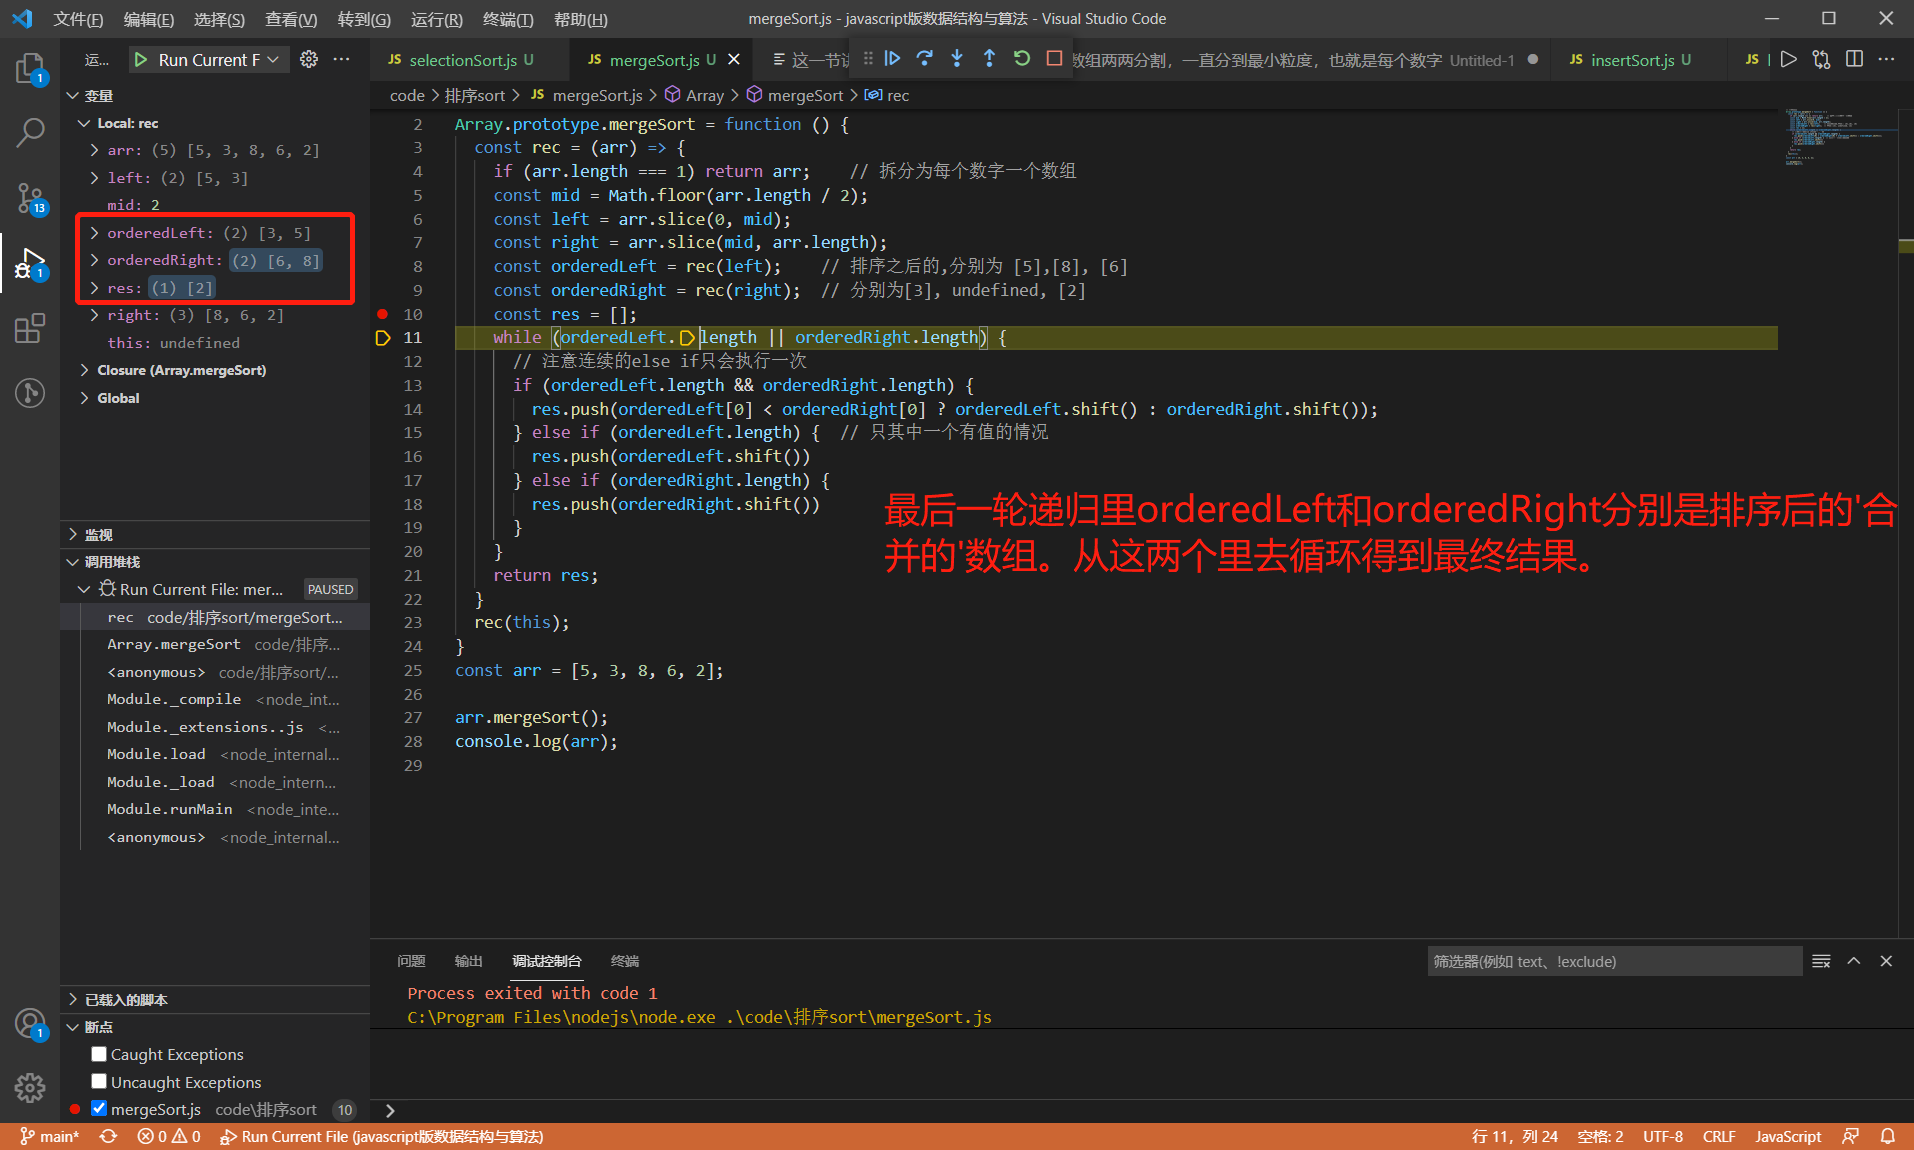 文件(F) 编辑(E) 选择(S) 查看(V) 转到(G) 运行(R) 终端(T) 帮助(H) mergeSort.js - javascript版数据结构与算法 - Visual Studio Code
运... Run Current F
JS selectionSort.js U JS mergeSort.js U 这一节讲 数组两两分割，一直分到最小粒度，也就是每个数字 Untitled-1 JS insertSort.js U JS
code > 排序sort > JS mergeSort.js > Array > mergeSort > rec
变量
Local: rec
arr: (5) [5, 3, 8, 6, 2]
left: (2) [5, 3]
mid: 2
orderedLeft: (2) [3, 5]
orderedRight: (2) [6, 8]
res: (1) [2]
right: (3) [8, 6, 2]
this: undefined
Closure (Array.mergeSort)
Global
监视
调用堆栈
Run Current File: mer... PAUSED
rec code/排序sort/mergeSort...
Array.mergeSort code/排序...
<anonymous> code/排序sort/...
Module._compile <node_int...
Module._extensions..js <...
Module.load <node_internal...
Module._load <node_intern...
Module.runMain <node_inte...
<anonymous> <node_internal...
已载入的脚本
断点
Caught Exceptions
Uncaught Exceptions
mergeSort.js code\排序sort 10
2 Array.prototype.mergeSort = function () {
3 const rec = (arr) => {
4 if (arr.length === 1) return arr; // 拆分为每个数字一个数组
5 const mid = Math.floor(arr.length / 2);
6 const left = arr.slice(0, mid);
7 const right = arr.slice(mid, arr.length);
8 const orderedLeft = rec(left); // 排序之后的,分别为 [5],[8], [6]
9 const orderedRight = rec(right); // 分别为[3], undefined, [2]
10 const res = [];
11 while (orderedLeft.length || orderedRight.length) {
12 // 注意连续的else if只会执行一次
13 if (orderedLeft.length && orderedRight.length) {
14 res.push(orderedLeft[0] < orderedRight[0] ? orderedLeft.shift() : orderedRight.shift());
15 } else if (orderedLeft.length) { // 只其中一个有值的情况
16 res.push(orderedLeft.shift())
17 } else if (orderedRight.length) {
18 res.push(orderedRight.shift())
19 }
20 }
21 return res;
22 }
23 rec(this);
24 }
25 const arr = [5, 3, 8, 6, 2];
26
27 arr.mergeSort();
28 console.log(arr);
29
最后一轮递归里orderedLeft和orderedRight分别是排序后的'合
并的'数组。从这两个里去循环得到最终结果。
问题 输出 调试控制台 终端 筛选器(例如 text、!exclude)
Process exited with code 1
C:\Program Files\nodejs\node.exe .\code\排序sort\mergeSort.js
1
13
1
1
main* 0 0 Run Current File (javascript版数据结构与算法) 行 11，列 24 空格: 2 UTF-8 CRLF JavaScript